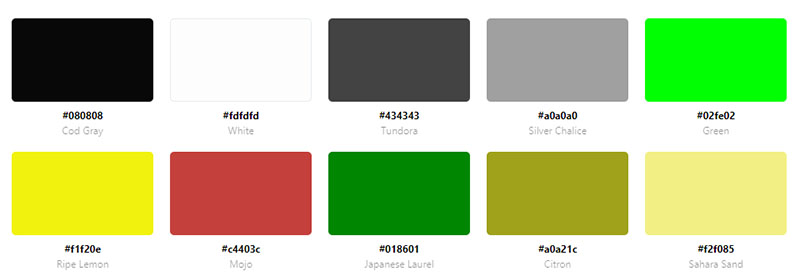 #080808 #fdfdfd #434343 #a0a0a0 #02fe02
Cod Gray White Tundora Silver Chalice Green
#f1f20e #c4403c #018601 #a0a21c #f2f085
Ripe Lemon Mojo Japanese Laurel Citron Sahara Sand